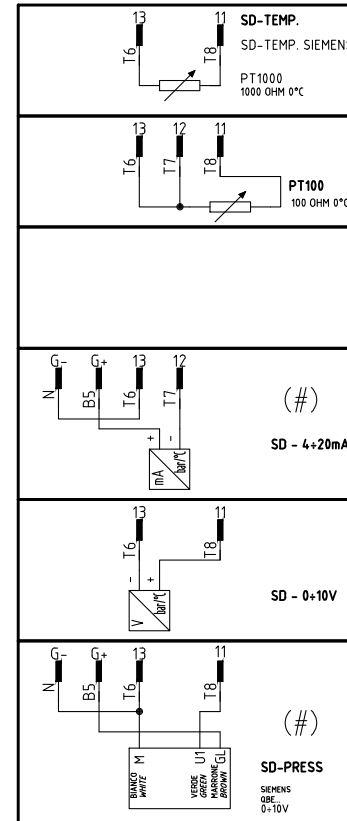 13 11 SD-TEMP.
T6 T8 SD-TEMP. SIEMENS
PT1000
1000 OHM 0°C
13 12 11
T6 T7 T8
PT100
100 OHM 0°C
G- G+ 13 12
N B5 T6 T7
(#)
+ -
mA bar/°C
SD - 4÷20mA
13 11
T6 T8
- +
V bar/°C
SD - 0÷10V
G- G+ 13 11
N B5 T6 T8
(#)
M U1 GL
BIANCO VERDE MARRONE
WHITE GREEN BROWN
SD-PRESS
SIEMENS
QBE...
0÷10V